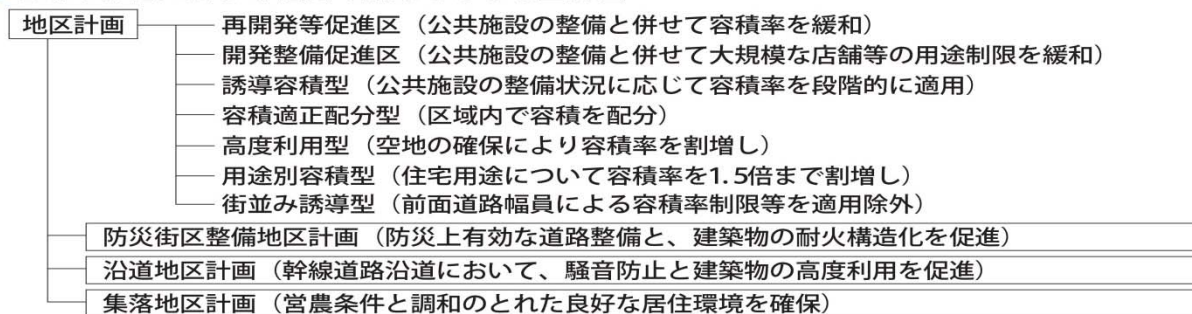 地区計画
再開発等促進区（公共施設の整備と併せて容積率を緩和）
開発整備促進区（公共施設の整備と併せて大規模な店舗等の用途制限を緩和）
誘導容積型（公共施設の整備状況に応じて容積率を段階的に適用）
容積適正配分型（区域内で容積を配分）
高度利用型（空地の確保により容積率を割増し）
用途別容積型（住宅用途について容積率を1.5倍まで割増し）
街並み誘導型（前面道路幅員による容積率制限等を適用除外）
防災街区整備地区計画（防災上有効な道路整備と、建築物の耐火構造化を促進）
沿道地区計画（幹線道路沿道において、騒音防止と建築物の高度利用を促進）
集落地区計画（営農条件と調和のとれた良好な居住環境を確保）